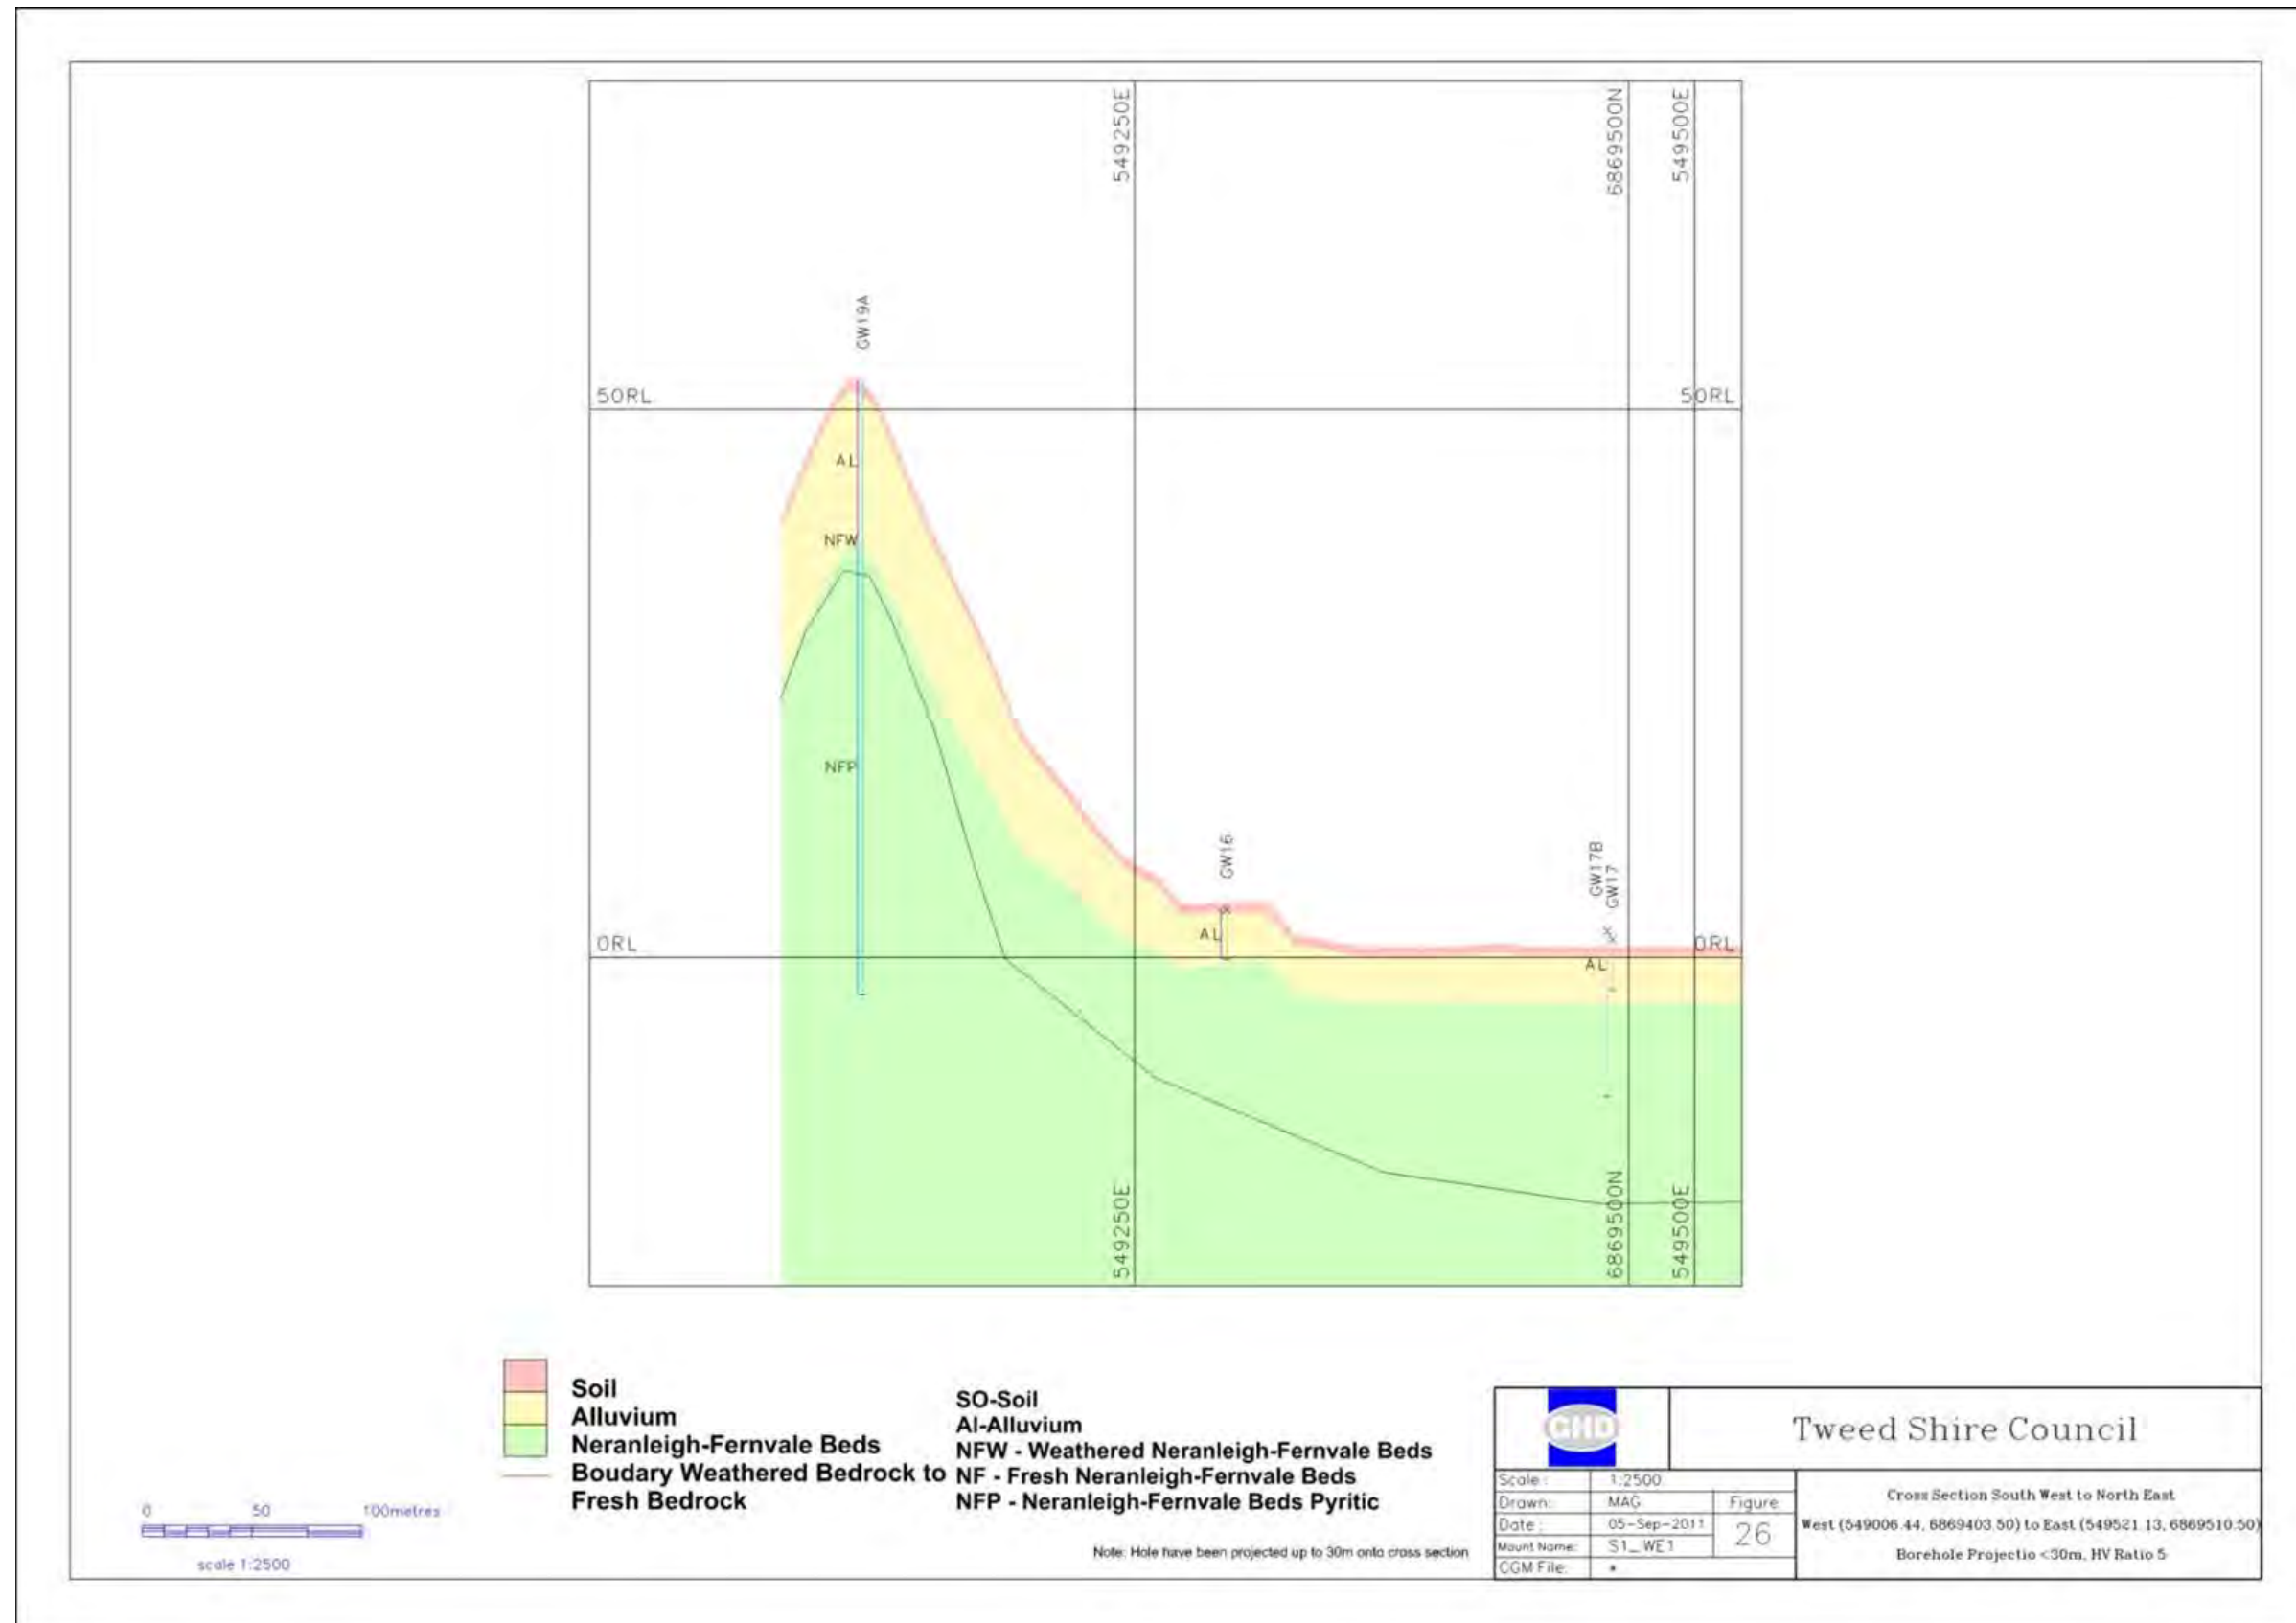 549250E
6869500N
549500E
GW19A
50RL
50RL
AL
NFW
NFP
GW16
GW17B
GW17
AL
0RL
0RL
AL
549250E
6869500N
549500E
Soil
Alluvium
Neranleigh-Fernvale Beds
Boudary Weathered Bedrock to
Fresh Bedrock
SO-Soil
Al-Alluvium
NFW - Weathered Neranleigh-Fernvale Beds
NF - Fresh Neranleigh-Fernvale Beds
NFP - Neranleigh-Fernvale Beds Pyritic
0 50 100metres
scale 1:2500
Note: Hole have been projected up to 30m onto cross section
GHD
Tweed Shire Council
Scale : 1:2500
Drawn: MAG
Date : 05-Sep-2011
Mount Name: S1_WE1
CGM File: *
Figure
26
Cross Section South West to North East
West (549006.44, 6869403.50) to East (549521.13, 6869510.50)
Borehole Projectio <30m, HV Ratio 5